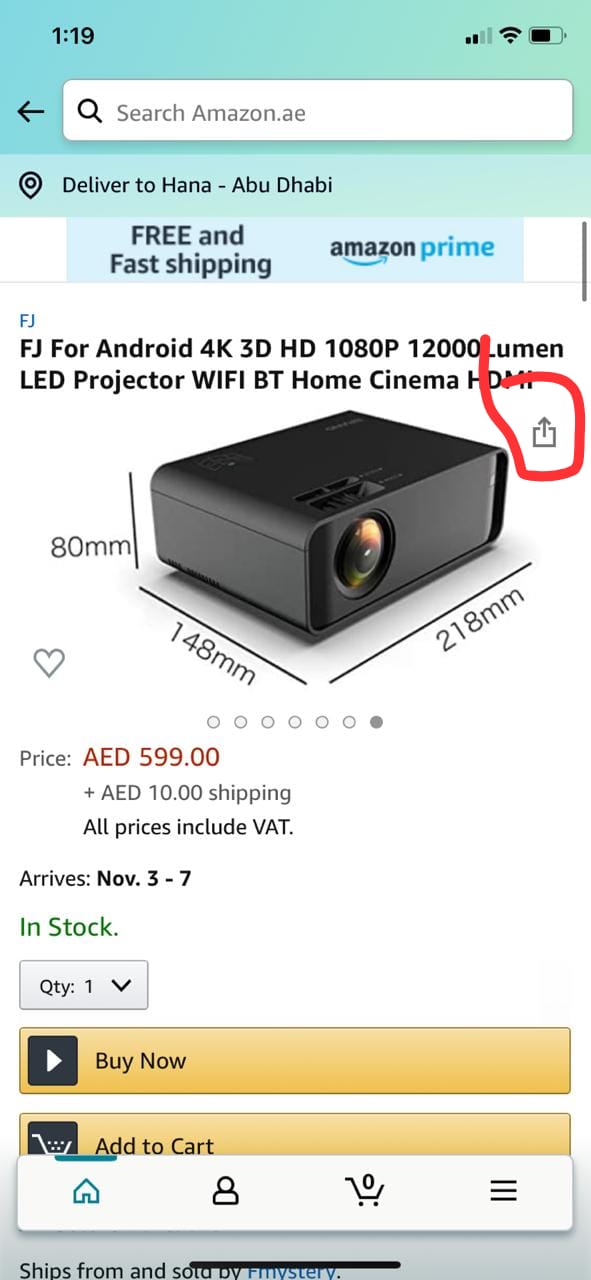 1:19
Search Amazon.ae
Deliver to Hana - Abu Dhabi
FREE and
Fast shipping
amazon prime
FJ
FJ For Android 4K 3D HD 1080P 12000Lumen
LED Projector WIFI BT Home Cinema HDMI
80mm
148mm
218mm
Price: AED 599.00
+ AED 10.00 shipping
All prices include VAT.
Arrives: Nov. 3 - 7
In Stock.
Qty: 1
Buy Now
Add to Cart
0
Ships from and sold by Fmystery.